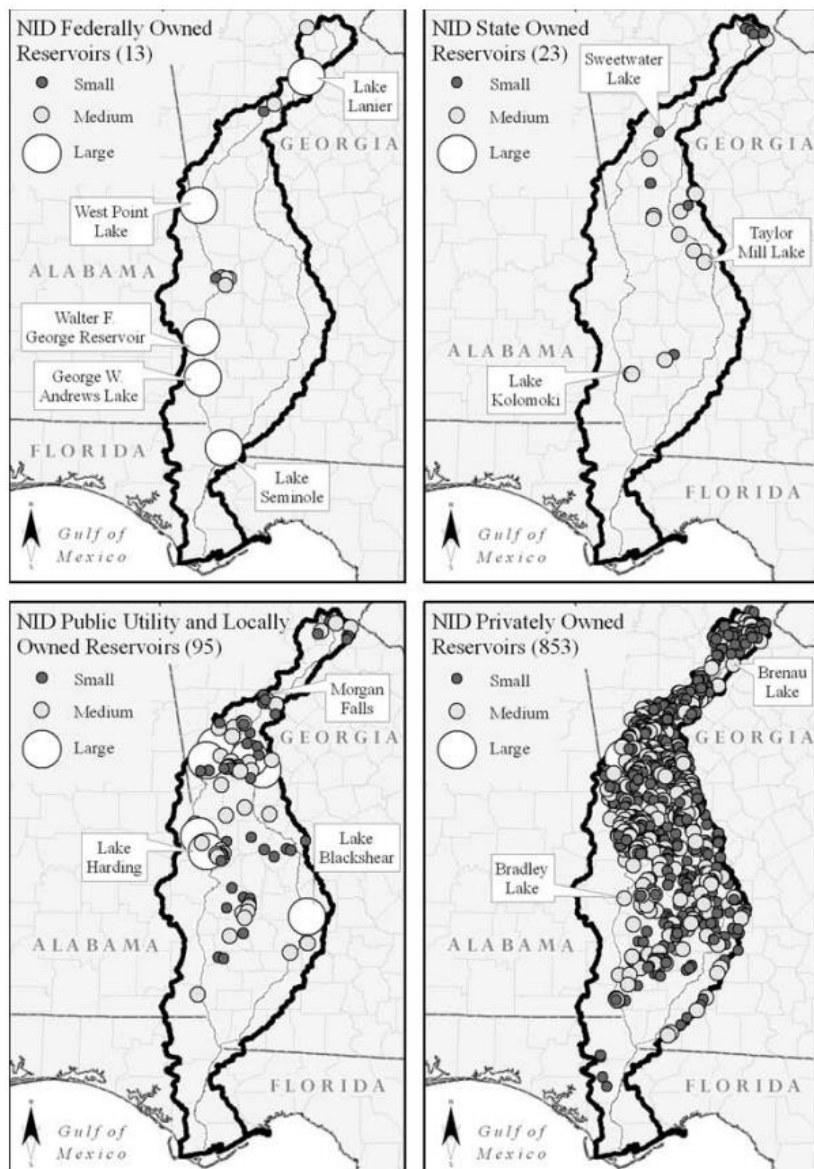 NID Federally Owned
Reservoirs (13)
Small
Medium
Large
Lake
Lanier
GEORGIA
West Point
Lake
ALABAMA
Walter F.
George Reservoir
George W.
Andrews Lake
FLORIDA
Lake
Seminole
N
S
Gulf of
Mexico
NID State Owned
Reservoirs (23)
Small
Medium
Large
Sweetwater
Lake
GEORGIA
Taylor
Mill Lake
ALABAMA
Lake
Kolomoki
FLORIDA
N
S
Gulf of
Mexico
NID Public Utility and Locally
Owned Reservoirs (95)
Small
Medium
Large
Morgan
Falls
GEORGIA
Lake
Harding
Lake
Blackshear
ALABAMA
FLORIDA
N
S
Gulf of
Mexico
NID Privately Owned
Reservoirs (853)
Small
Medium
Large
Brenau
Lake
GEORGIA
Bradley
Lake
ALABAMA
FLORIDA
N
S
Gulf of
Mexico